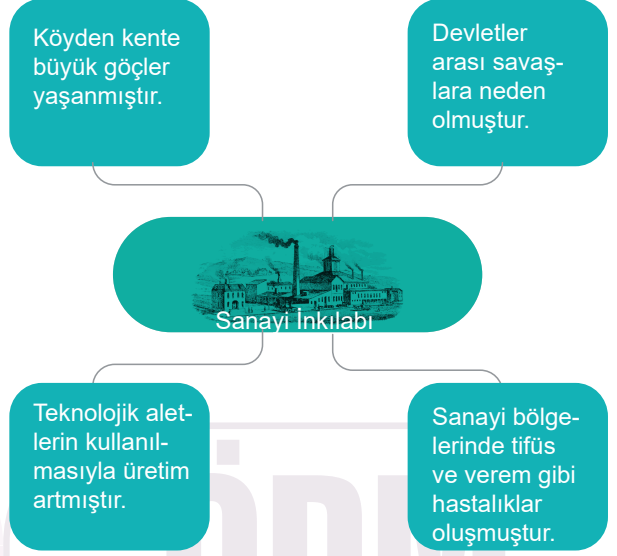 Köyden kente
büyük göçler
yaşanmıştır.
Devletler
arası savaş-
lara neden
olmuştur.
Sanayi İnkılabı
Teknolojik alet-
lerin kullanıl-
masıyla üretim
artmıştır.
Sanayi bölge-
lerinde tifüs
ve verem gibi
hastalıklar
oluşmuştur.